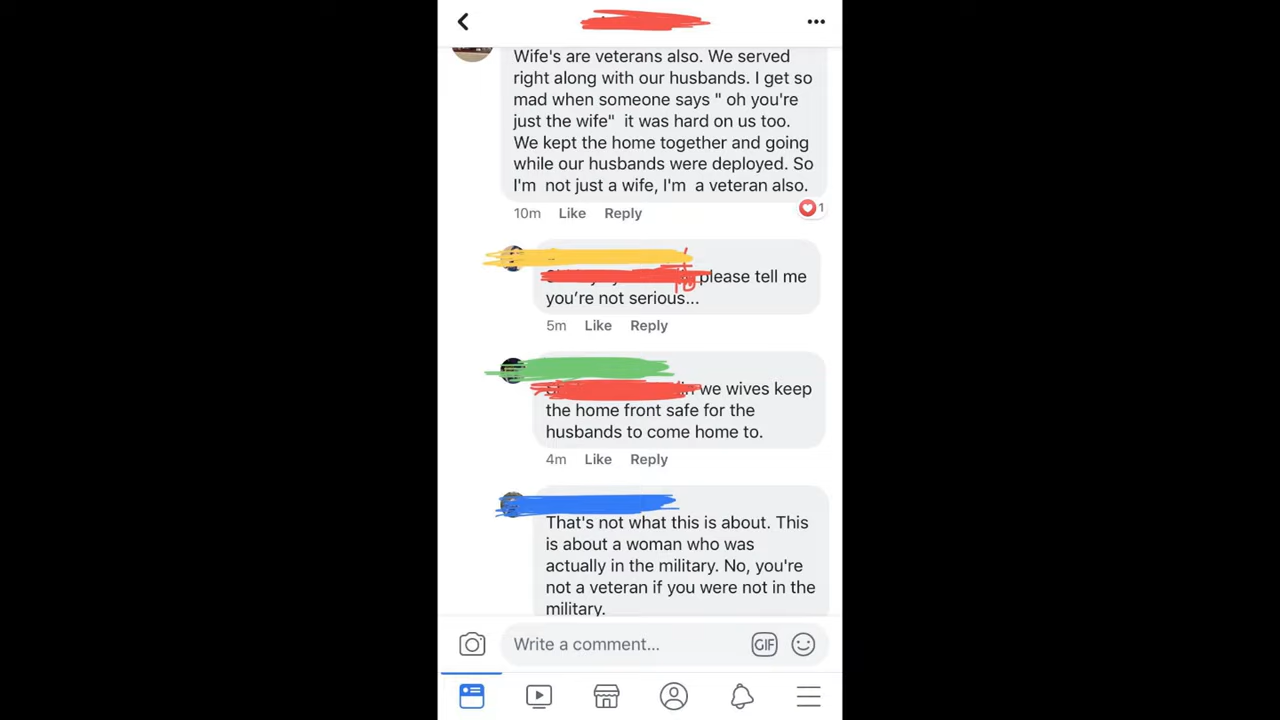 Wife's are veterans also. We served
right along with our husbands. I get so
mad when someone says " oh you're
just the wife"  it was hard on us too.
We kept the home together and going
while our husbands were deployed. So
I'm  not just a wife, I'm  a veteran also.
10m Like Reply
1
please tell me
you're not serious...
5m Like Reply
we wives keep
the home front safe for the
husbands to come home to.
4m Like Reply
That's not what this is about. This
is about a woman who was
actually in the military. No, you're
not a veteran if you were not in the
military.
Write a comment...
GIF